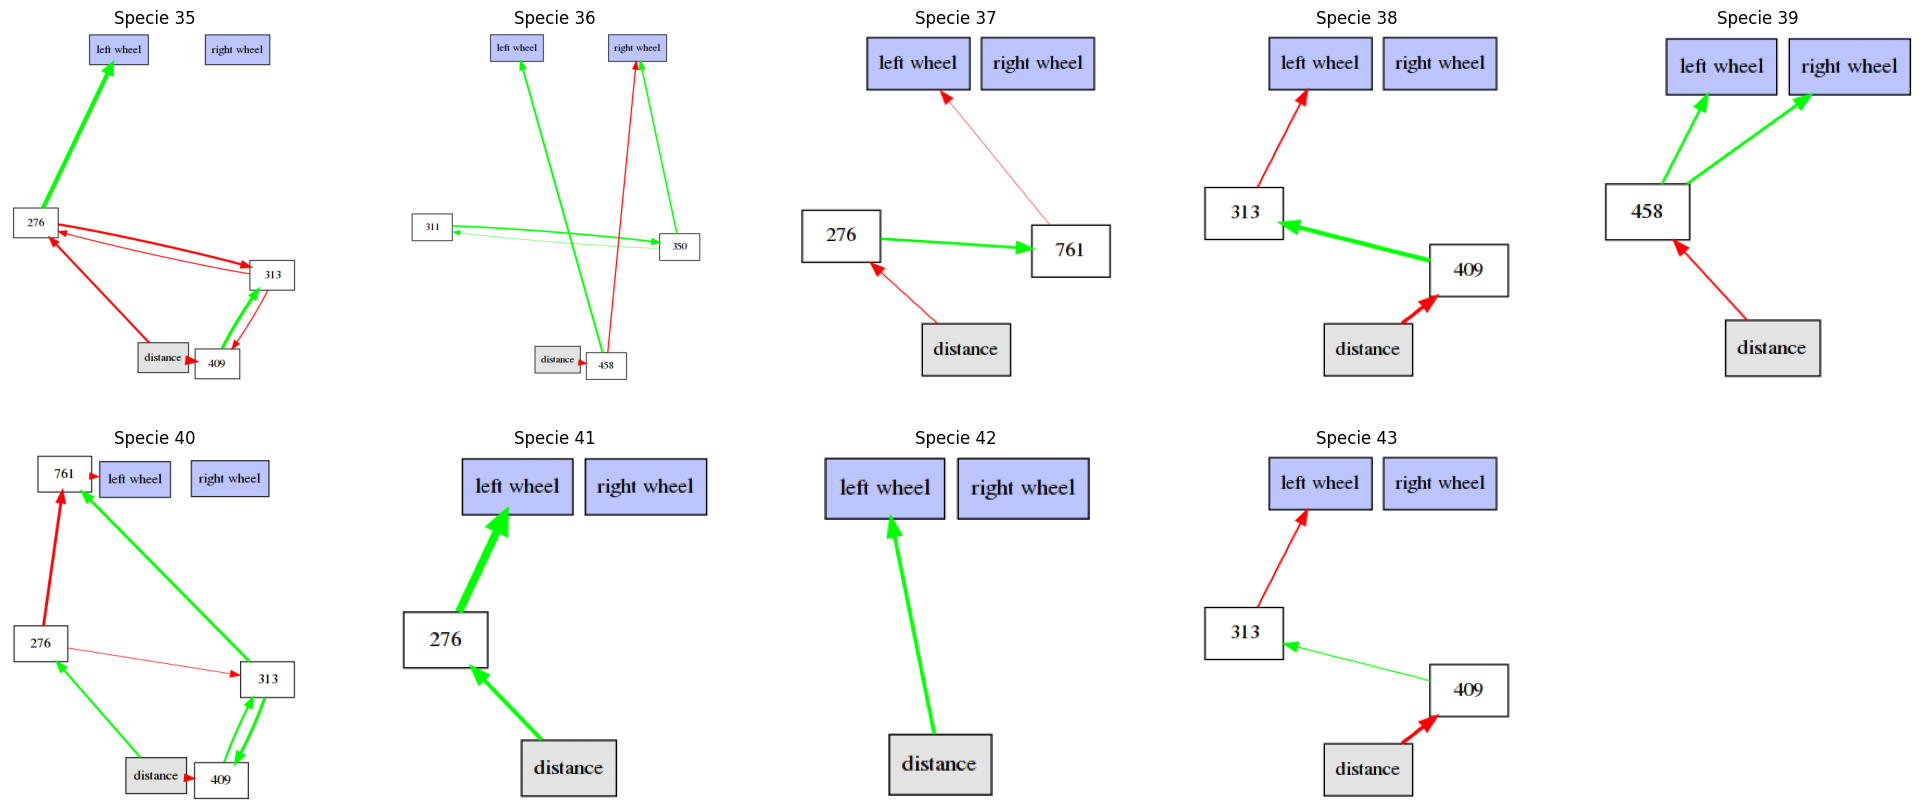 Specie 35
left wheel
right wheel
276
313
distance
409
Specie 36
left wheel
right wheel
311
350
distance
458
Specie 37
left wheel
right wheel
276
761
distance
Specie 38
left wheel
right wheel
313
409
distance
Specie 39
left wheel
right wheel
458
distance
Specie 40
761
left wheel
right wheel
276
313
distance
409
Specie 41
left wheel
right wheel
276
distance
Specie 42
left wheel
right wheel
distance
Specie 43
left wheel
right wheel
313
409
distance